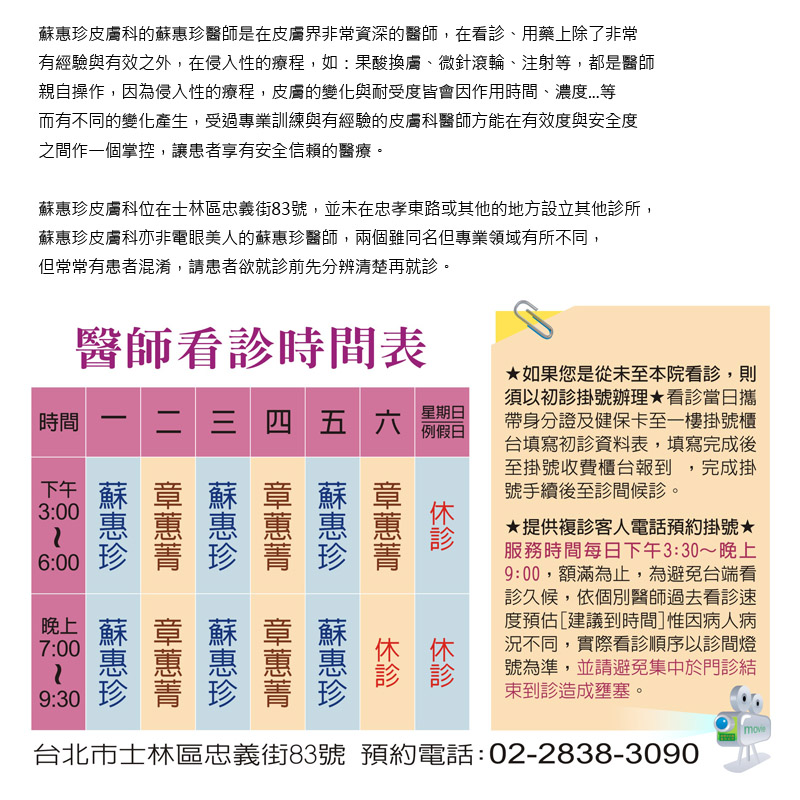 蘇惠珍皮膚科的蘇惠珍醫師是在皮膚界非常資深的醫師，在看診、用藥上除了非常
有經驗與有效之外，在侵入性的療程，如：果酸換膚、微針滾輪、注射等，都是醫師
親自操作，因為侵入性的療程，皮膚的變化與耐受度皆會因作用時間、濃度...等
而有不同的變化產生，受過專業訓練與有經驗的皮膚科醫師方能在有效度與安全度
之間作一個掌控，讓患者享有安全信賴的醫療。
蘇惠珍皮膚科位在士林區忠義街83號，並未在忠孝東路或其他的地方設立其他診所，
蘇惠珍皮膚科亦非電眼美人的蘇惠珍醫師，兩個雖同名但專業領域有所不同，
但常常有患者混淆，請患者欲就診前先分辨清楚再就診。
醫師看診時間表
時間 一 二 三 四 五 六 星期日
例假日
下午
3:00
～
6:00
蘇惠珍 章蕙菁 蘇惠珍 章蕙菁 蘇惠珍 章蕙菁 休診
晚上
7:00
～
9:30
蘇惠珍 章蕙菁 蘇惠珍 章蕙菁 蘇惠珍 休診 休診
★如果您是從未至本院看診，則
須以初診掛號辦理★看診當日攜
帶身分證及健保卡至一樓掛號櫃
台填寫初診資料表，填寫完成後
至掛號收費櫃台報到 ，完成掛
號手續後至診間候診。
★提供複診客人電話預約掛號★
服務時間每日下午3:30～晚上
9:00，額滿為止，為避免台端看
診久候，依個別醫師過去看診速
度預估[建議到時間]惟因病人病
況不同，實際看診順序以診間燈
號為準，並請避免集中於門診結
束到診造成壅塞。
movie
台北市士林區忠義街83號 預約電話:02-2838-3090